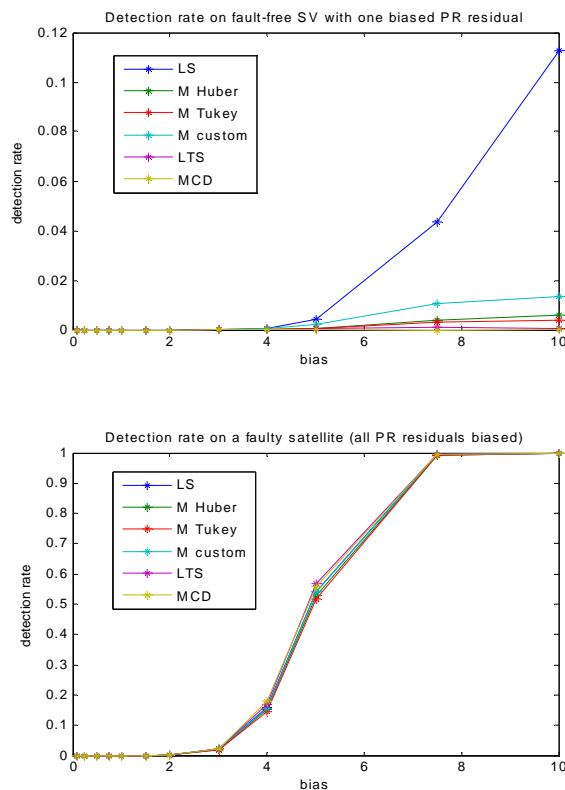 Detection rate on fault-free SV with one biased PR residual
0.12
0.1
0.08
0.06
0.04
0.02
0
detection rate
LS
M Huber
M Tukey
M custom
LTS
MCD
0 2 4 6 8 10
bias
Detection rate on a faulty satellite (all PR residuals biased)
1
0.9
0.8
0.7
0.6
0.5
0.4
0.3
0.2
0.1
0
detection rate
LS
M Huber
M Tukey
M custom
LTS
MCD
0 2 4 6 8 10
bias